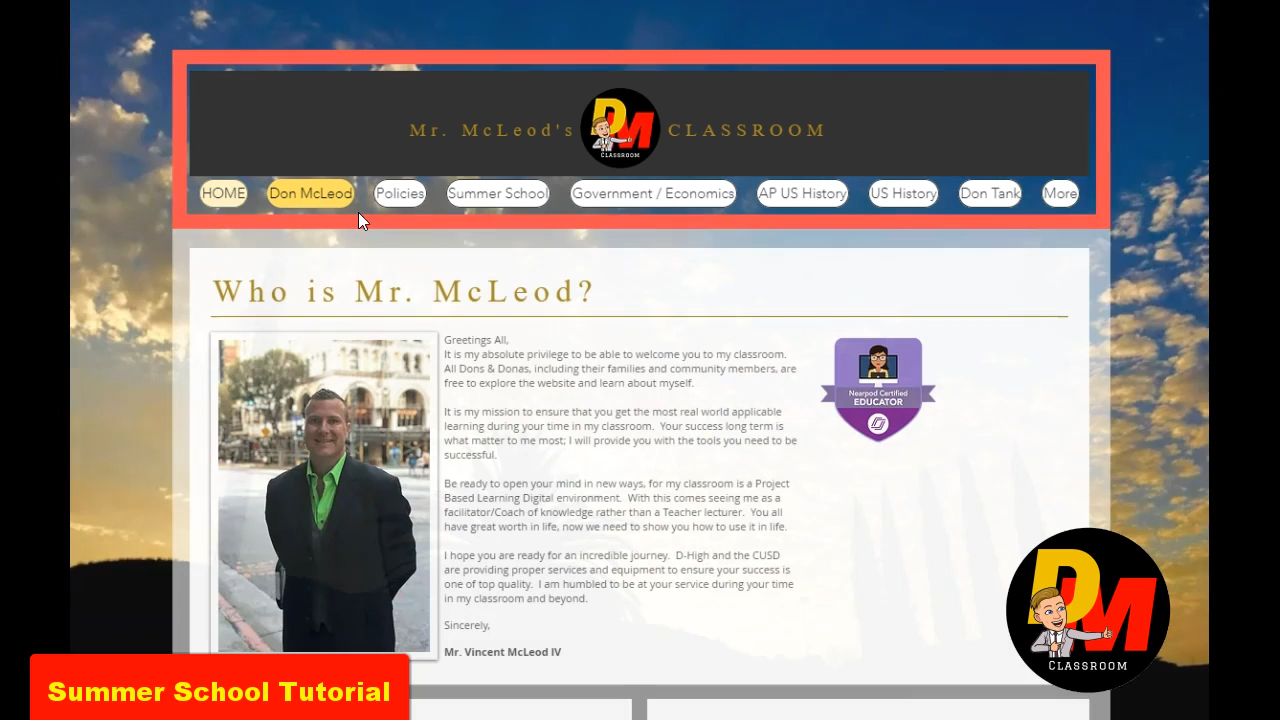 Mr. McLeod's DM CLASSROOM CLASSROOM
HOME Don McLeod Policies Summer School Government / Economics AP US History US History Don Tank More
Who is Mr. McLeod?
Greetings All,
It is my absolute privilege to be able to welcome you to my classroom.
All Dons & Donas, including their families and community members, are
free to explore the website and learn about myself.
It is my mission to ensure that you get the most real world applicable
learning during your time in my classroom. Your success long term is
what matter to me most; I will provide you with the tools you need to be
successful.
Be ready to open your mind in new ways, for my classroom is a Project
Based Learning Digital environment. With this comes seeing me as a
facilitator/Coach of knowledge rather than a Teacher lecturer. You all
have great worth in life, now we need to show you how to use it in life.
I hope you are ready for an incredible journey. D-High and the CUSD
are providing proper services and equipment to ensure your success is
one of top quality. I am humbled to be at your service during your time
in my classroom and beyond.
Sincerely,
Mr. Vincent McLeod IV
Nearpod Certified
EDUCATOR
DM
CLASSROOM
Summer School Tutorial